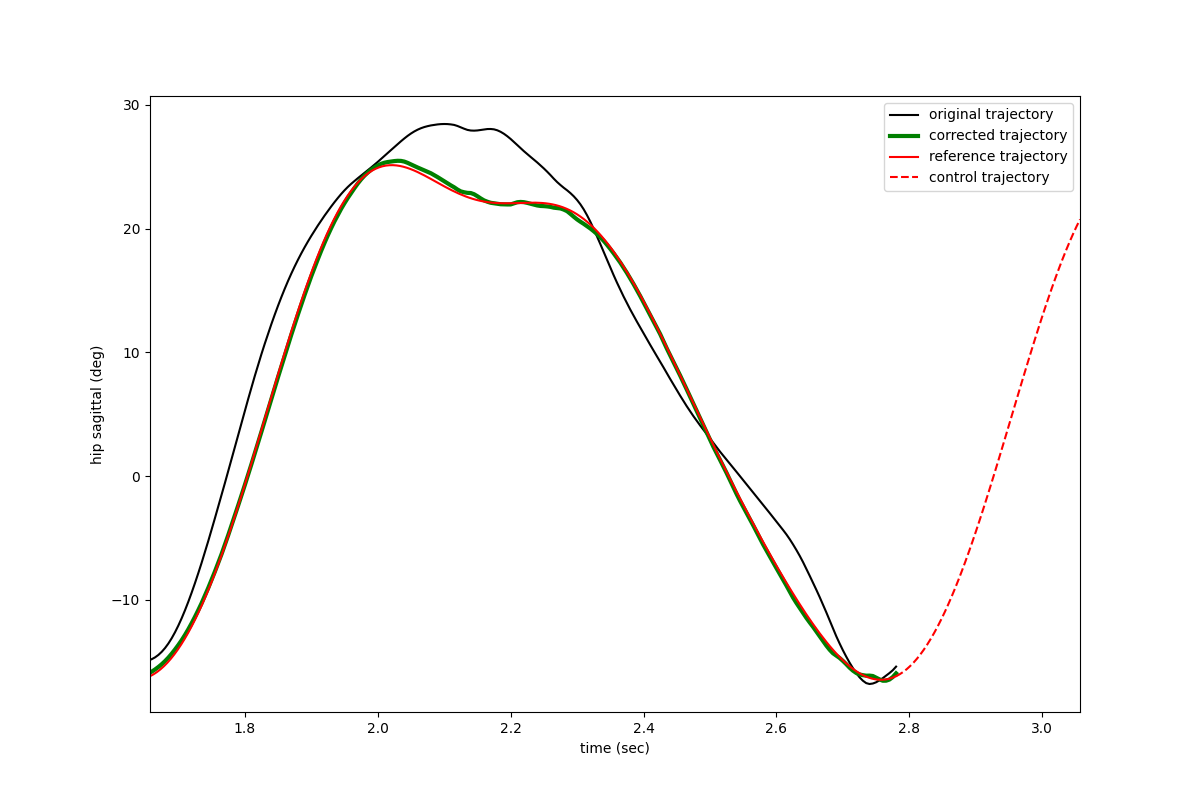 30
20
10
0
−10
hip sagittal (deg)
original trajectory
corrected trajectory
reference trajectory
control trajectory
1.8
2.0
2.2
2.4
2.6
2.8
3.0
time (sec)